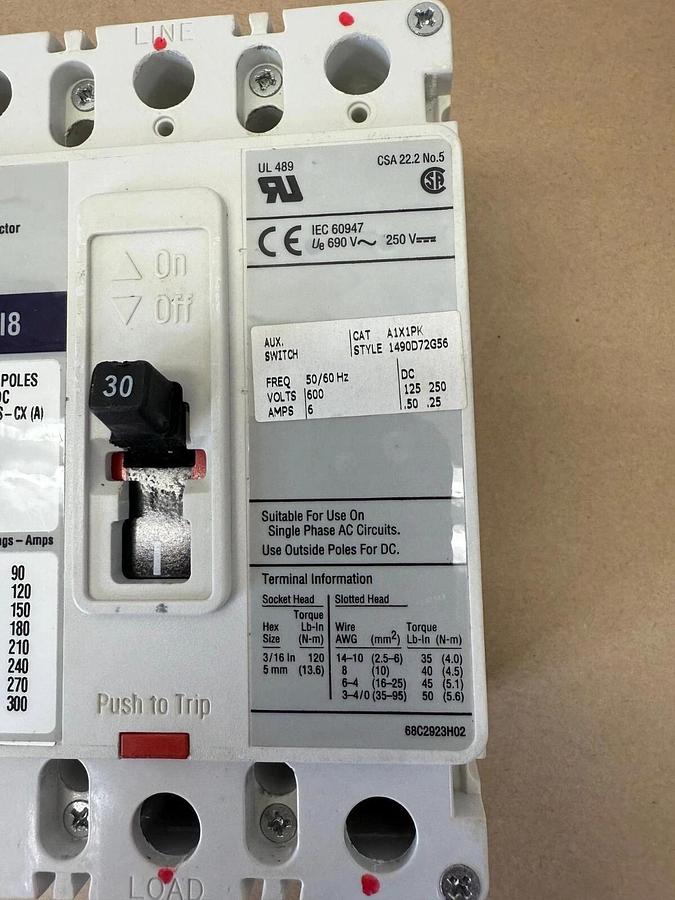 LINE
UL 489
CSA 22.2 No.5
IEC 60947
Ue 690 V~ 250 V
ctor
I8
On
Off
30
POLES
DC
S-CX (A)
AUX. SWITCH
CAT A1X1PK
STYLE 1490D72G56
FREQ 50/60 Hz
VOLTS 600
AMPS 6
DC
125 250
.50 .25
Suitable For Use On
Single Phase AC Circuits.
Use Outside Poles For DC.
ngs – Amps
90
120
150
180
210
240
270
300
Terminal Information
Socket Head Slotted Head
Hex Size Torque Lb-In (N-m) Wire AWG (mm2) Torque Lb-In (N-m)
3/16 In 120 14–10 (2.5–6) 35 (4.0)
5 mm (13.6) 8 (10) 40 (4.5)
6–4 (16–25) 45 (5.1)
3–4/0 (35–95) 50 (5.6)
68C2923H02
Push to Trip
LOAD